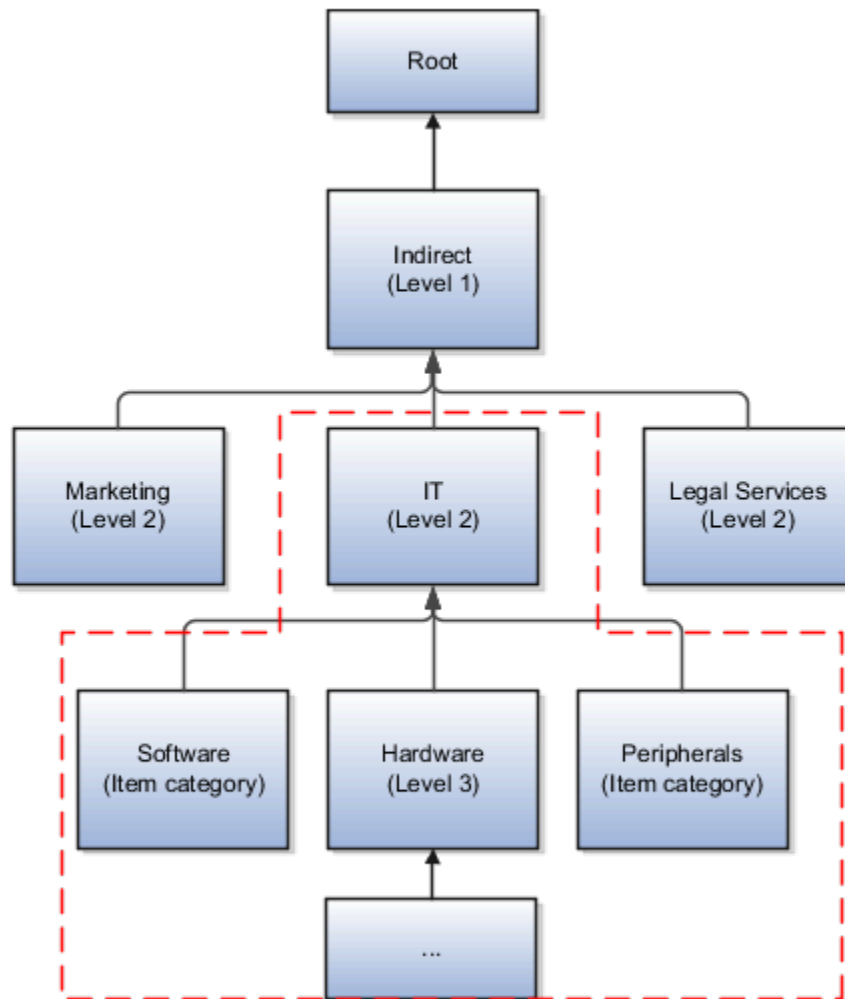 Root
Indirect
(Level 1)
Marketing
(Level 2)
IT
(Level 2)
Legal Services
(Level 2)
Software
(Item category)
Hardware
(Level 3)
Peripherals
(Item category)
...